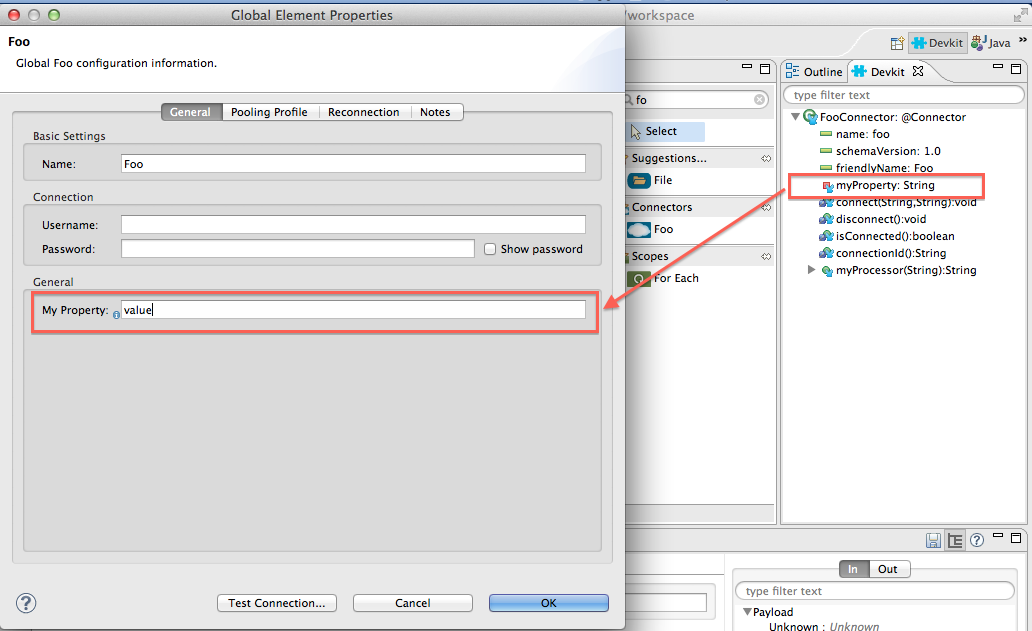 Global Element Properties
Foo
Global Foo configuration information.
General
Pooling Profile
Reconnection
Notes
Basic Settings
Name:
Foo
Connection
Username:
Password:
Show password
General
My Property:
value
?
Test Connection...
Cancel
OK
/workspace
Devkit
Java
»
fo
Select
Suggestions...
File
Connectors
Foo
Scopes
For Each
Outline
Devkit
type filter text
FooConnector: @Connector
name: foo
schemaVersion: 1.0
friendlyName: Foo
myProperty: String
connect(String,String):void
disconnect():void
isConnected():boolean
connectionId():String
myProcessor(String):String
?
In
Out
type filter text
Payload
Unknown : Unknown